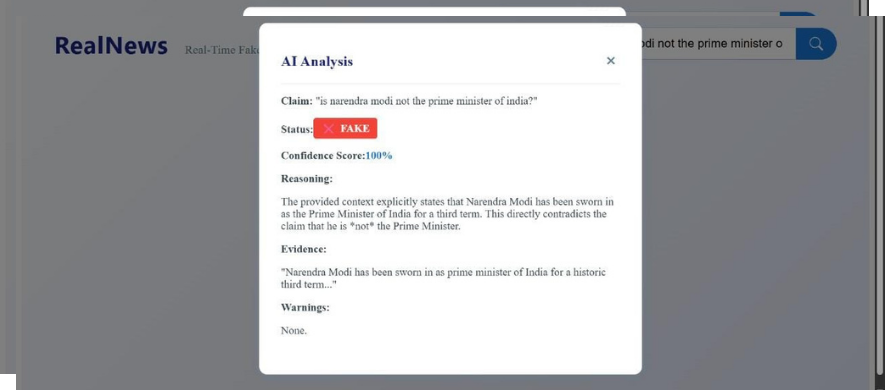 RealNews Real-Time Fake
odi not the prime minister o
AI Analysis ×
Claim: "is narendra modi not the prime minister of india?"
Status: ❌ FAKE
Confidence Score:100%
Reasoning:
The provided context explicitly states that Narendra Modi has been sworn in
as the Prime Minister of India for a third term. This directly contradicts the
claim that he is *not* the Prime Minister.
Evidence:
"Narendra Modi has been sworn in as prime minister of India for a historic
third term..."
Warnings:
None.